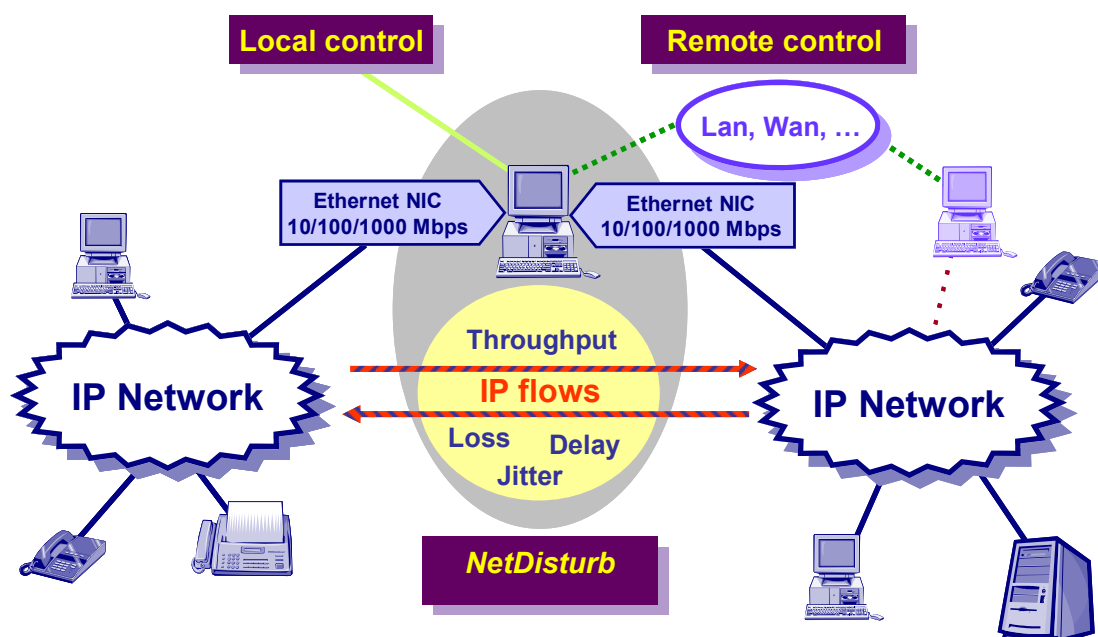 Local control
Remote control
Lan, Wan, …
Ethernet NIC
10/100/1000 Mbps
Ethernet NIC
10/100/1000 Mbps
Throughput
IP Network
IP flows
IP Network
Loss
Delay
Jitter
NetDisturb